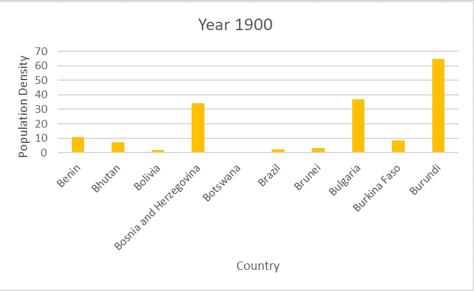 Year 1900
Population Density
70
60
50
40
30
20
10
0
Benin
Bhutan
Bolivia
Bosnia and Herzegovina
Botswana
Brazil
Brunei
Bulgaria
Burkina Faso
Burundi
Country